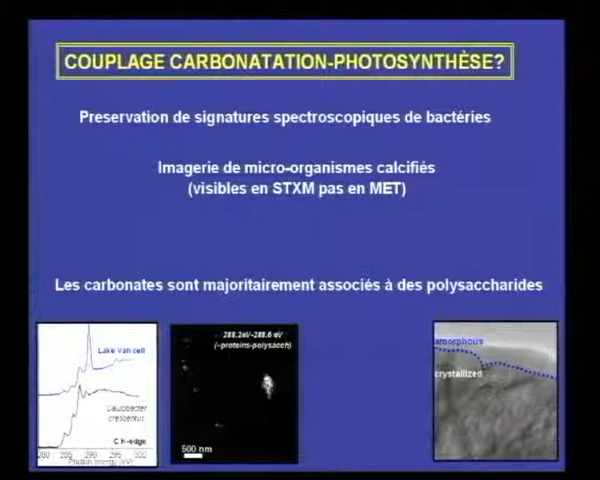 COUPLAGE CARBONATATION-PHOTOSYNTHÈSE?
Preservation de signatures spectroscopiques de bactéries
Imagerie de micro-organismes calcifiés
(visibles en STXM pas en MET)
Les carbonates sont majoritairement associés à des polysaccharides
Lake van cell
Caulobacter
crescentus
C K-edge
280 285 290 295 300
Photon energy (eV)
288.2eV-288.6 eV
(~proteins-polysacch)
500 nm
amorphous
crystallized